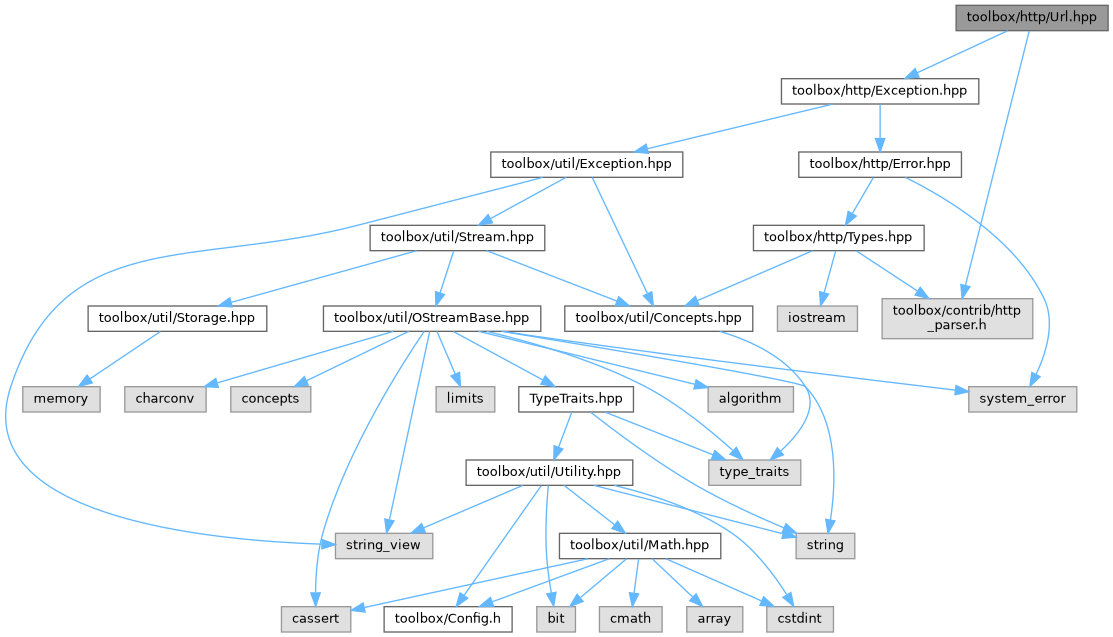 toolbox/http/Url.hpp
toolbox/http/Exception.hpp
toolbox/util/Exception.hpp
toolbox/http/Error.hpp
toolbox/util/Stream.hpp
toolbox/http/Types.hpp
toolbox/util/Storage.hpp
toolbox/util/OStreamBase.hpp
toolbox/util/Concepts.hpp
iostream
toolbox/contrib/http
_parser.h
memory
charconv
concepts
limits
TypeTraits.hpp
algorithm
system_error
toolbox/util/Utility.hpp
type_traits
string_view
toolbox/util/Math.hpp
string
cassert
toolbox/Config.h
bit
cmath
array
cstdint